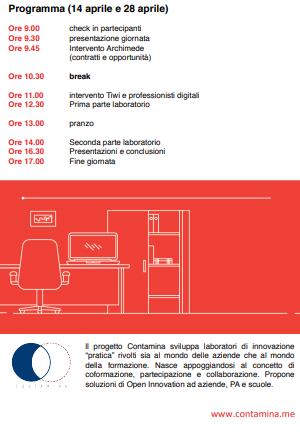 Programma (14 aprile e 28 aprile)
Ore 9.00 check in partecipanti
Ore 9.30 presentazione giornata
Ore 9.45 Intervento Archimede
(contratti e opportunità)
Ore 10.30 break
Ore 11.00 intervento Tiwi e professionisti digitali
Ore 12.30 Prima parte laboratorio
Ore 13.00 pranzo
Ore 14.00 Seconda parte laboratorio
Ore 16.30 Presentazioni e conclusioni
Ore 17.00 Fine giornata
Il progetto Contamina sviluppa laboratori di innovazione
“pratica” rivolti sia al mondo delle aziende che al mondo
della formazione. Nasce appoggiandosi al concetto di
coformazione, partecipazione e collaborazione. Propone
soluzioni di Open Innovation ad aziende, PA e scuole.
CONTAMINA
www.contamina.me